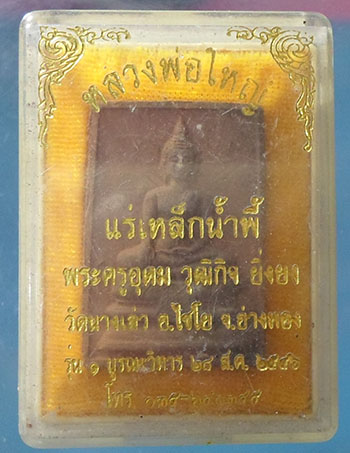 หลวงพ่อใหญ่
แร่เหล็กน้ำพี้
พระครูอุดม วุฒิกิจ ยิ่งยง
วัดนางเล่ว อ.ไชโย จ.อ่างทอง
รุ่น ๑ บูรณะวิหาร ๒๘ ส.ค. ๒๕๔๖
โทร